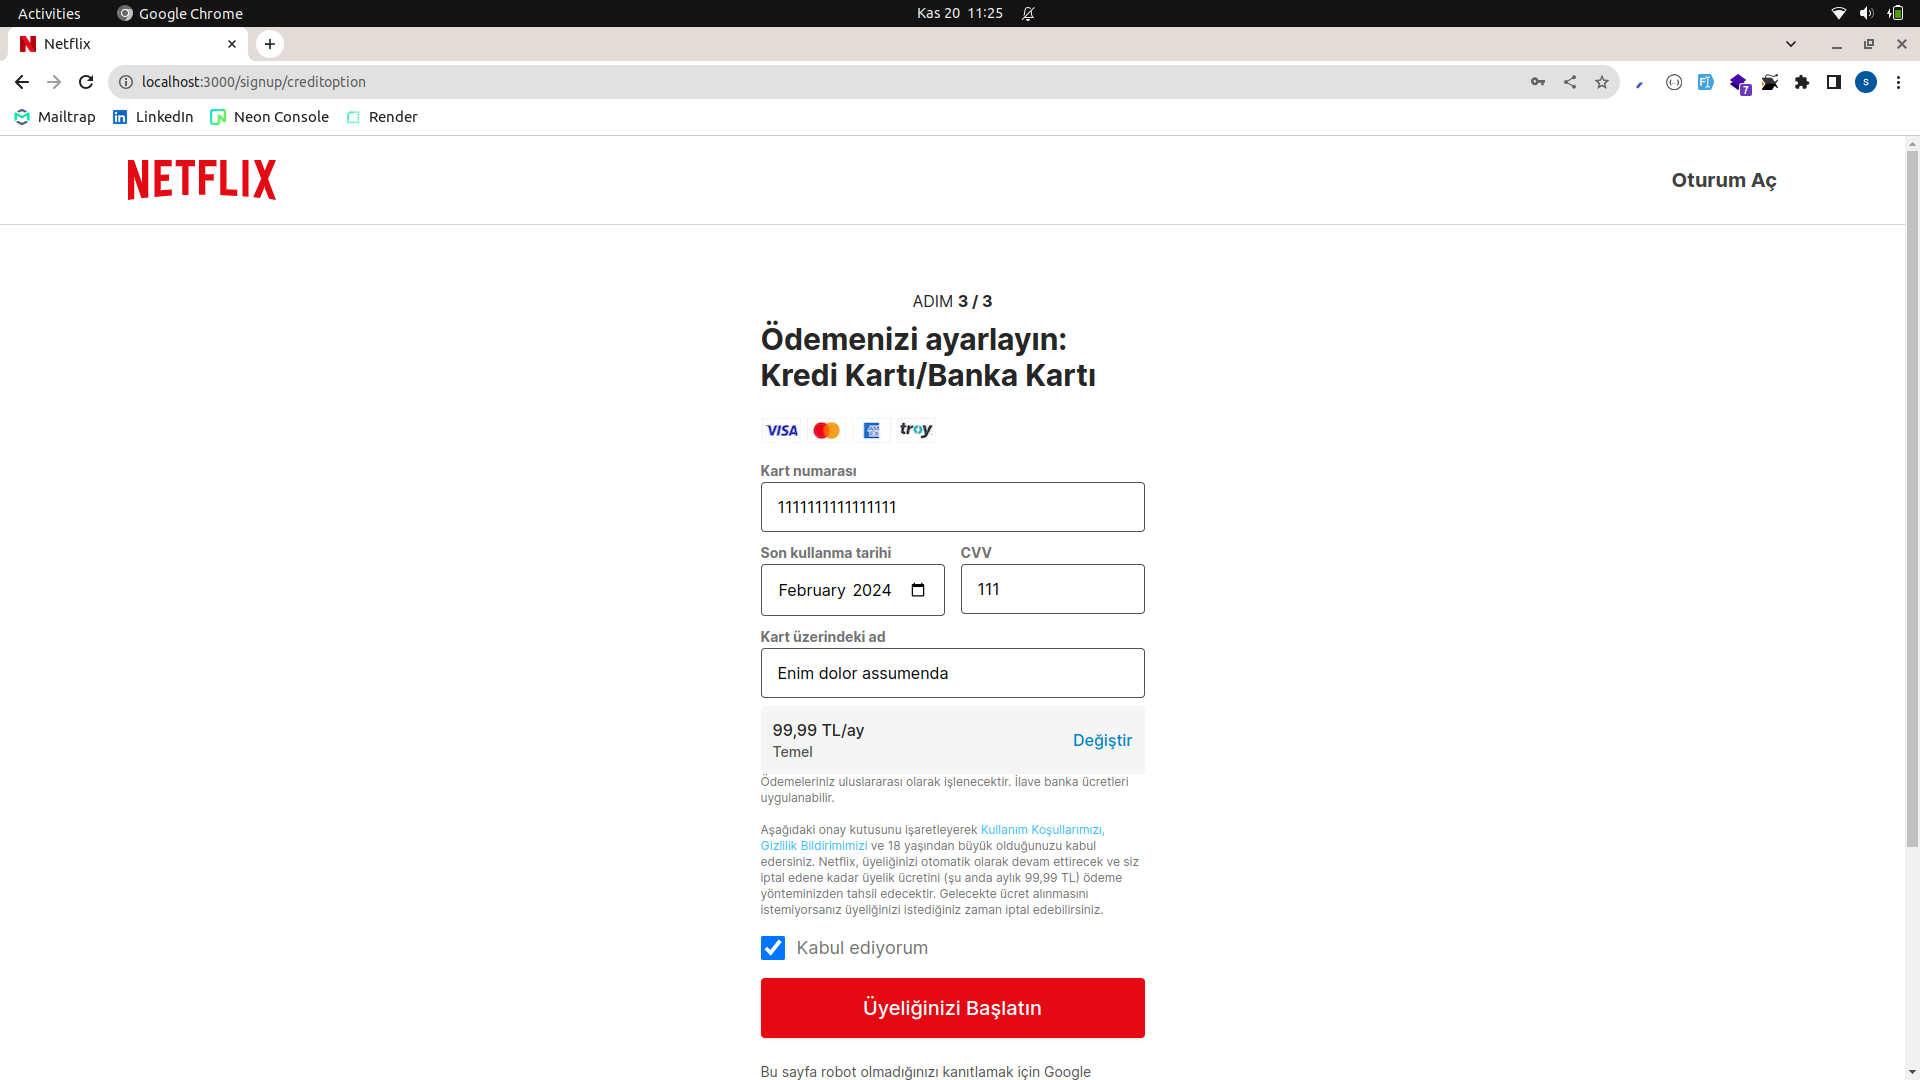 Activities
Google Chrome
Kas 20 11:25
Netflix
localhost:3000/signup/creditoption
7
S
Mailtrap
LinkedIn
Neon Console
Render
NETFLIX
Oturum Aç
ADIM 3 / 3
Ödemenizi ayarlayın:
Kredi Kartı/Banka Kartı
VISA
AM
EX
troy
Kart numarası
1111111111111111
Son kullanma tarihi
CVV
February 2024
111
Kart üzerindeki ad
Enim dolor assumenda
99,99 TL/ay
Temel
Değiştir
Ödemeleriniz uluslararası olarak işlenecektir. İlave banka ücretleri
uygulanabilir.
Aşağıdaki onay kutusunu işaretleyerek Kullanım Koşullarımızı,
Gizlilik Bildirimimizi ve 18 yaşından büyük olduğunuzu kabul
edersiniz. Netflix, üyeliğinizi otomatik olarak devam ettirecek ve siz
iptal edene kadar üyelik ücretini (şu anda aylık 99,99 TL) ödeme
yönteminizden tahsil edecektir. Gelecekte ücret alınmasını
istemiyorsanız üyeliğinizi istediğiniz zaman iptal edebilirsiniz.
Kabul ediyorum
Üyeliğinizi Başlatın
Bu sayfa robot olmadığınızı kanıtlamak için Google